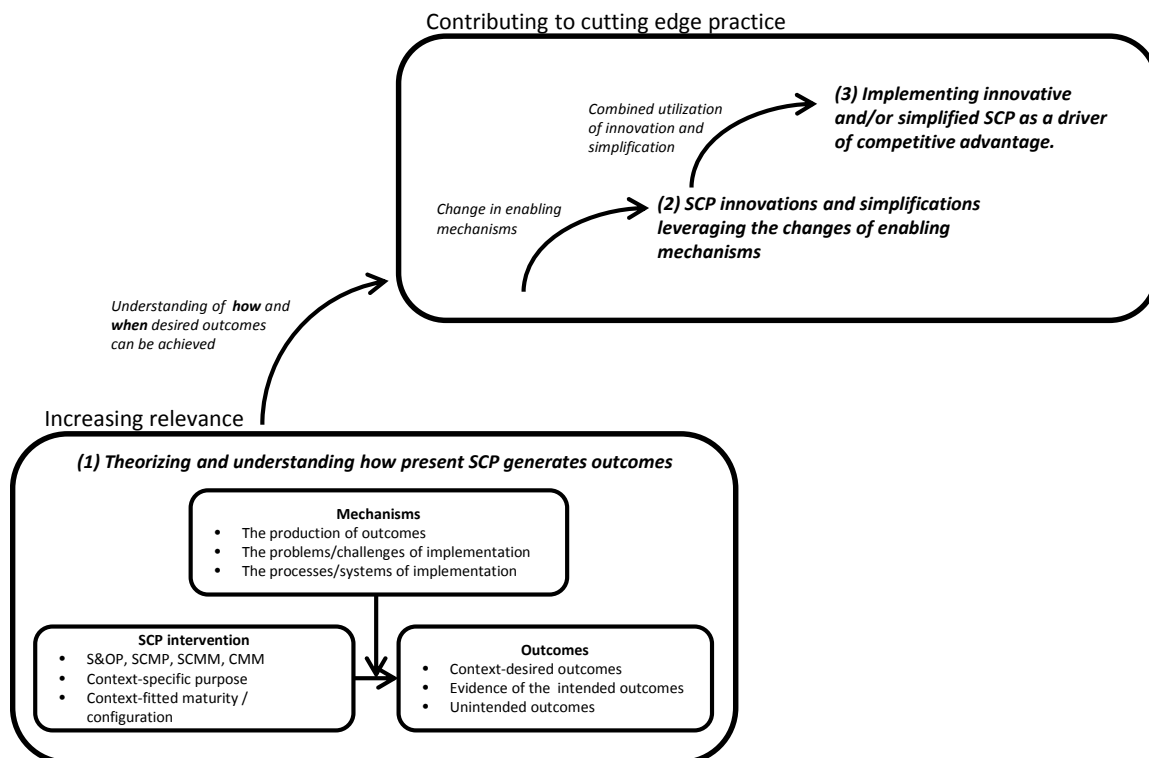 Contributing to cutting edge practice
(3) Implementing innovative
and/or simplified SCP as a driver
of competitive advantage.
Combined utilization
of innovation and
simplification
(2) SCP innovations and simplifications
leveraging the changes of enabling
mechanisms
Change in enabling
mechanisms
Understanding of how and
when desired outcomes
can be achieved
Increasing relevance
(1) Theorizing and understanding how present SCP generates outcomes
Mechanisms
• The production of outcomes
• The problems/challenges of implementation
• The processes/systems of implementation
SCP intervention
• S&OP, SCMP, SCMM, CMM
• Context-specific purpose
• Context-fitted maturity /
configuration
Outcomes
• Context-desired outcomes
• Evidence of the intended outcomes
• Unintended outcomes